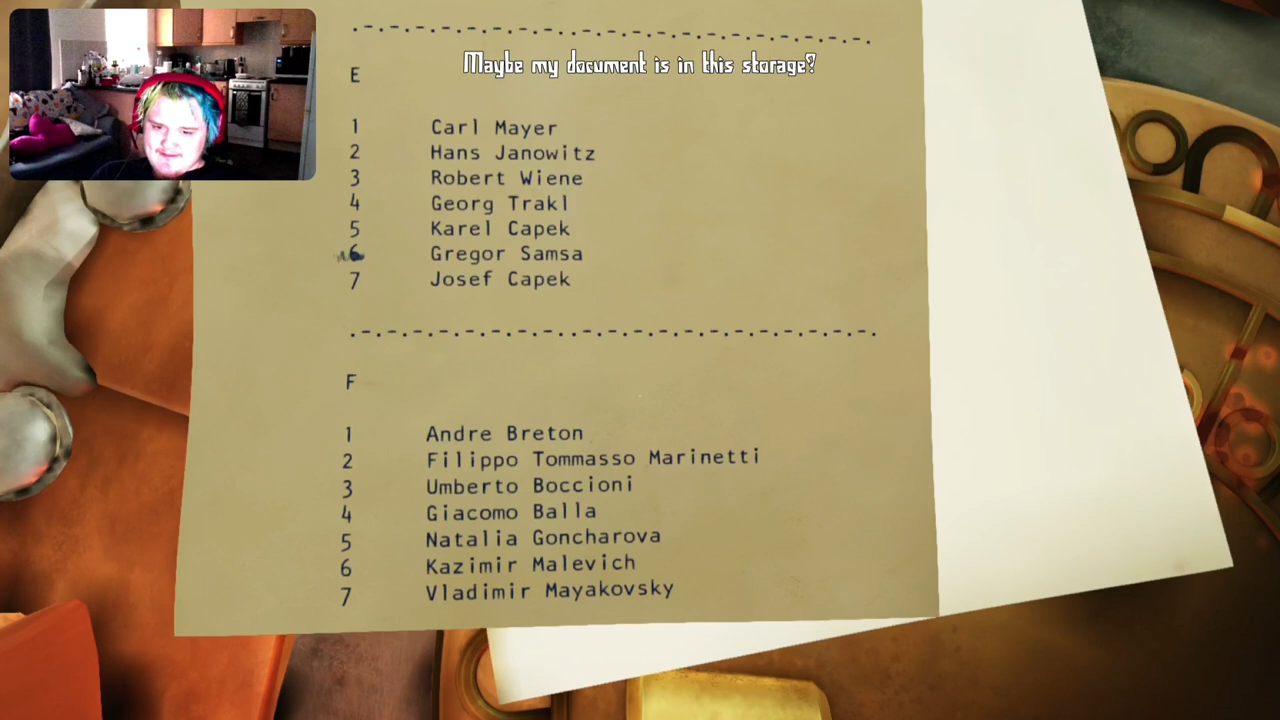 Maybe my document is in this storage?
E
1 Carl Mayer
2 Hans Janowitz
3 Robert Wiene
4 Georg Trakl
5 Karel Capek
6 Gregor Samsa
7 Josef Capek
F
1 Andre Breton
2 Filippo Tommasso Marinetti
3 Umberto Boccioni
4 Giacomo Balla
5 Natalia Goncharova
6 Kazimir Malevich
7 Vladimir Mayakovsky